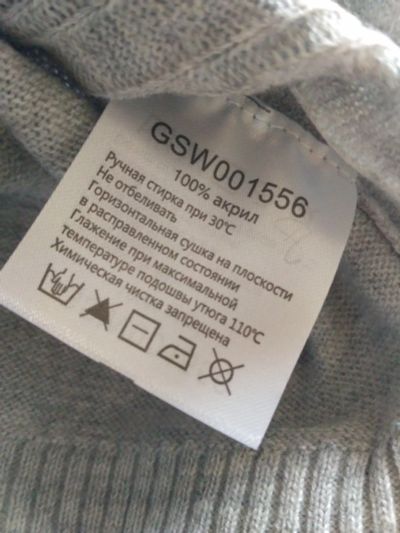 GSW001556
100% акрил
Ручная стирка при 30°C
Не отбеливать
Горизонтальная сушка на плоскости
в расправленном состоянии
Глажение при максимальной
температуре подошвы утюга 110°C
Химическая чистка запрещена